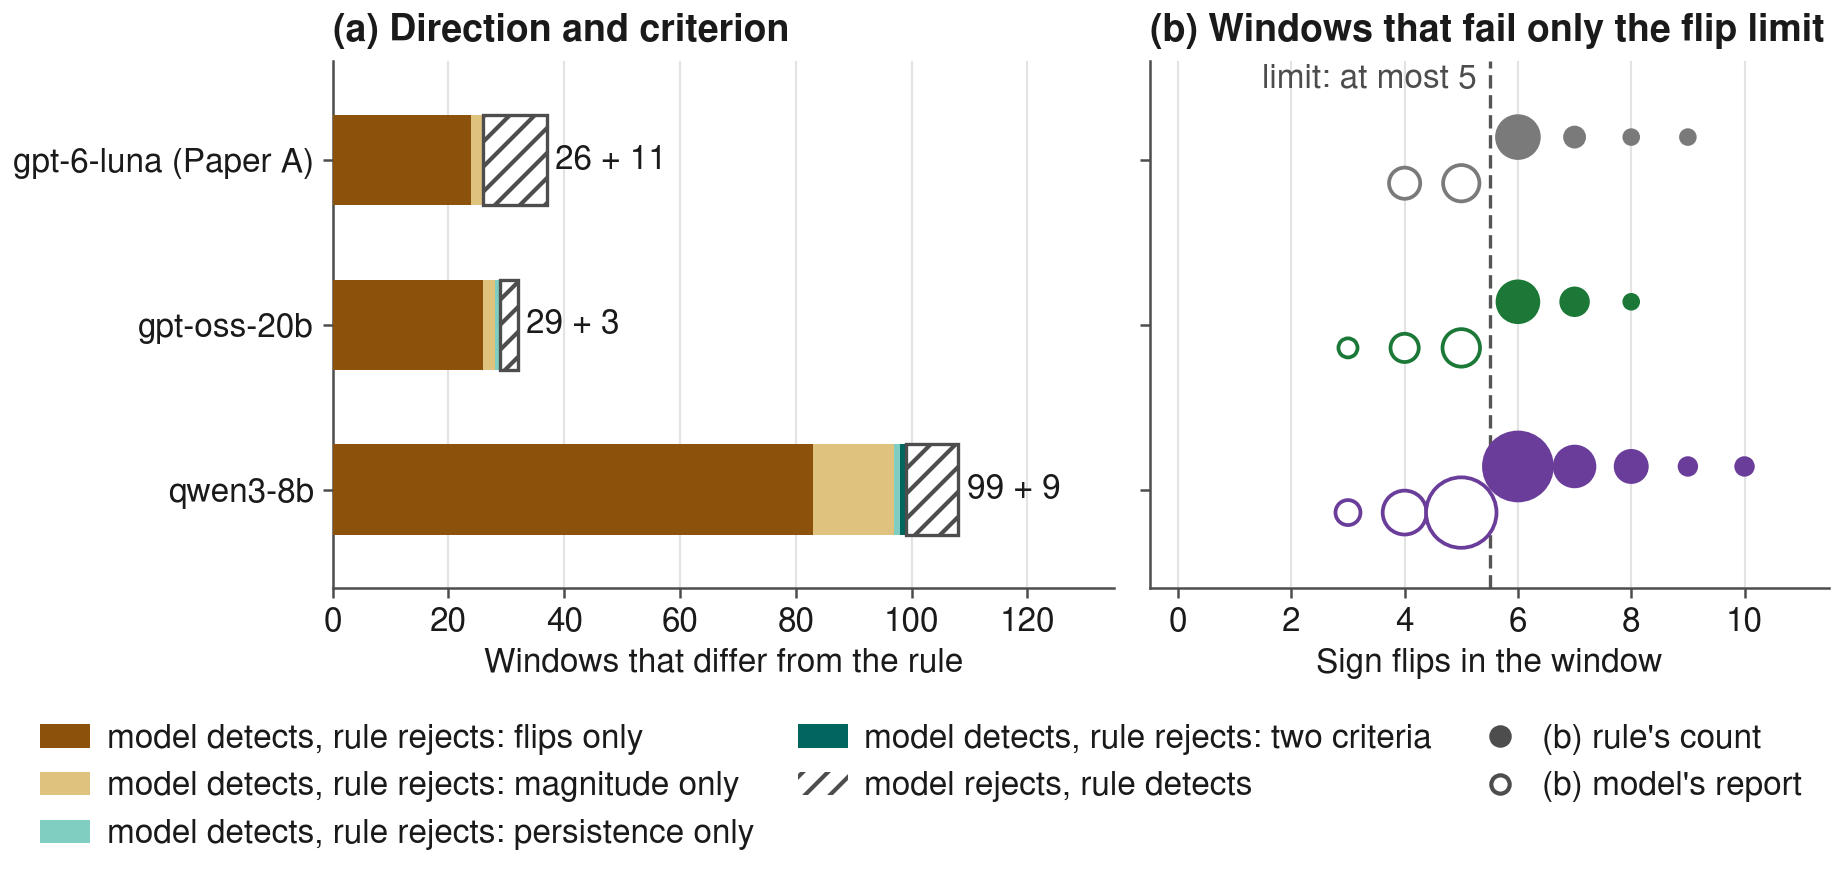 (a) Direction and criterion
(b) Windows that fail only the flip limit
limit: at most 5
gpt-6-luna (Paper A)
26 + 11
gpt-oss-20b
29 + 3
qwen3-8b
99 + 9
0 20 40 60 80 100 120
Windows that differ from the rule
0 2 4 6 8 10
Sign flips in the window
model detects, rule rejects: flips only
model detects, rule rejects: magnitude only
model detects, rule rejects: persistence only
model detects, rule rejects: two criteria
model rejects, rule detects
(b) rule's count
(b) model's report